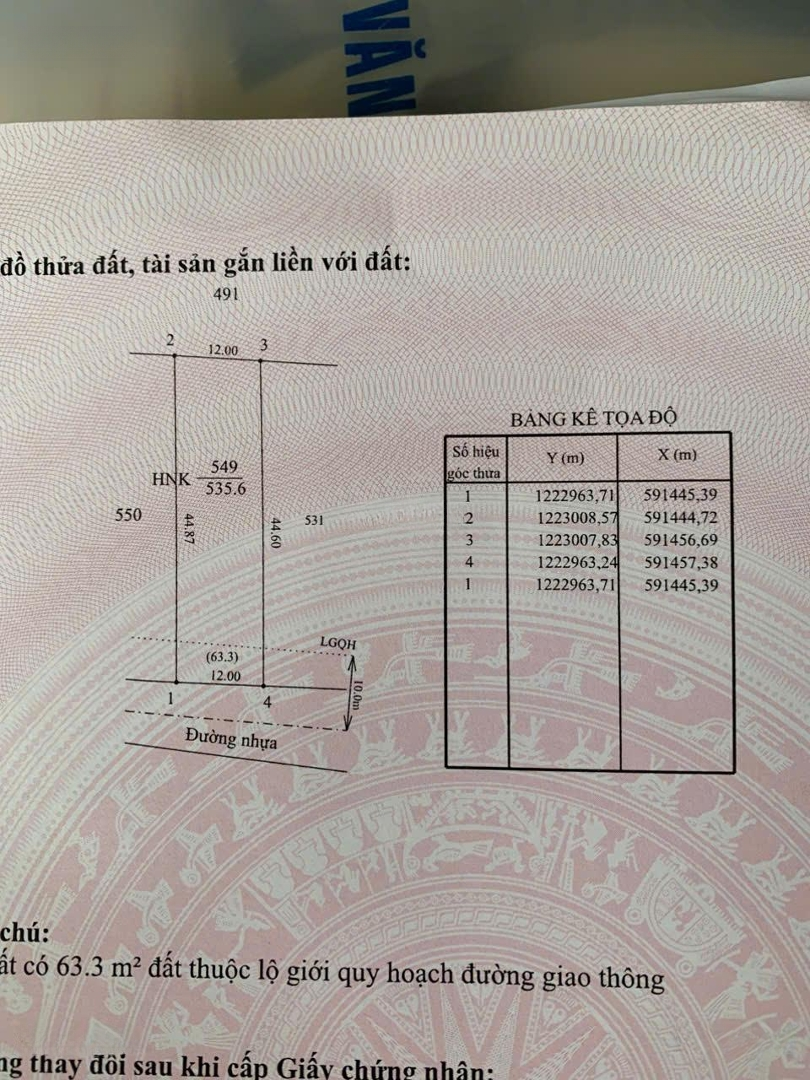 VĂN
đồ thửa đất, tài sản gắn liền với đất:
491
2 12.00 3
HNK 549
535.6
550 44.87 44.60 531
LGQH
(63.3)
12.00
10.0m
1 4
Đường nhựa
BẢNG KÊ TỌA ĐỘ
Số hiệu góc thửa Y (m) X (m)
1 1222963,71 591445,39
2 1223008,57 591444,72
3 1223007,83 591456,69
4 1222963,24 591457,38
1 1222963,71 591445,39
chú:
ất có 63.3 m² đất thuộc lộ giới quy hoạch đường giao thông
ng thay đổi sau khi cấp Giấy chứng nhận: